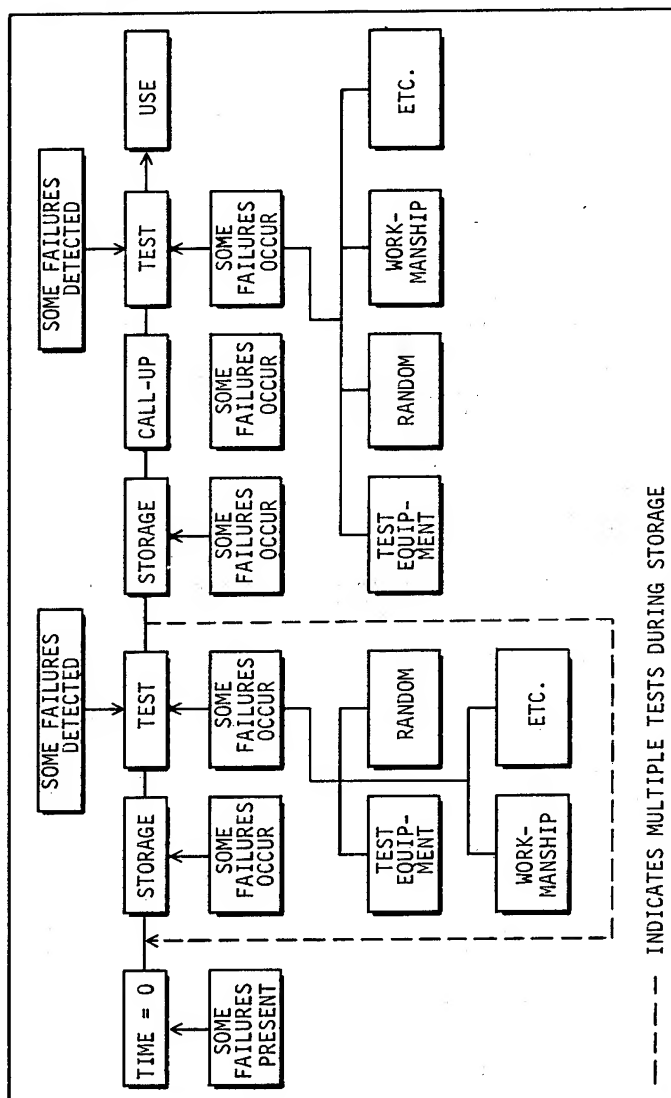 SOME FAILURES
DETECTED
SOME FAILURES
DETECTED
TIME = 0
STORAGE
TEST
STORAGE
CALL-UP
TEST
USE
SOME
FAILURES
PRESENT
SOME
FAILURES
OCCUR
SOME
FAILURES
OCCUR
SOME
FAILURES
OCCUR
SOME
FAILURES
OCCUR
SOME
FAILURES
OCCUR
TEST
EQUIP-
MENT
RANDOM
TEST
EQUIP-
MENT
RANDOM
WORK-
MANSHIP
ETC.
WORK-
MANSHIP
ETC.
INDICATES MULTIPLE TESTS DURING STORAGE